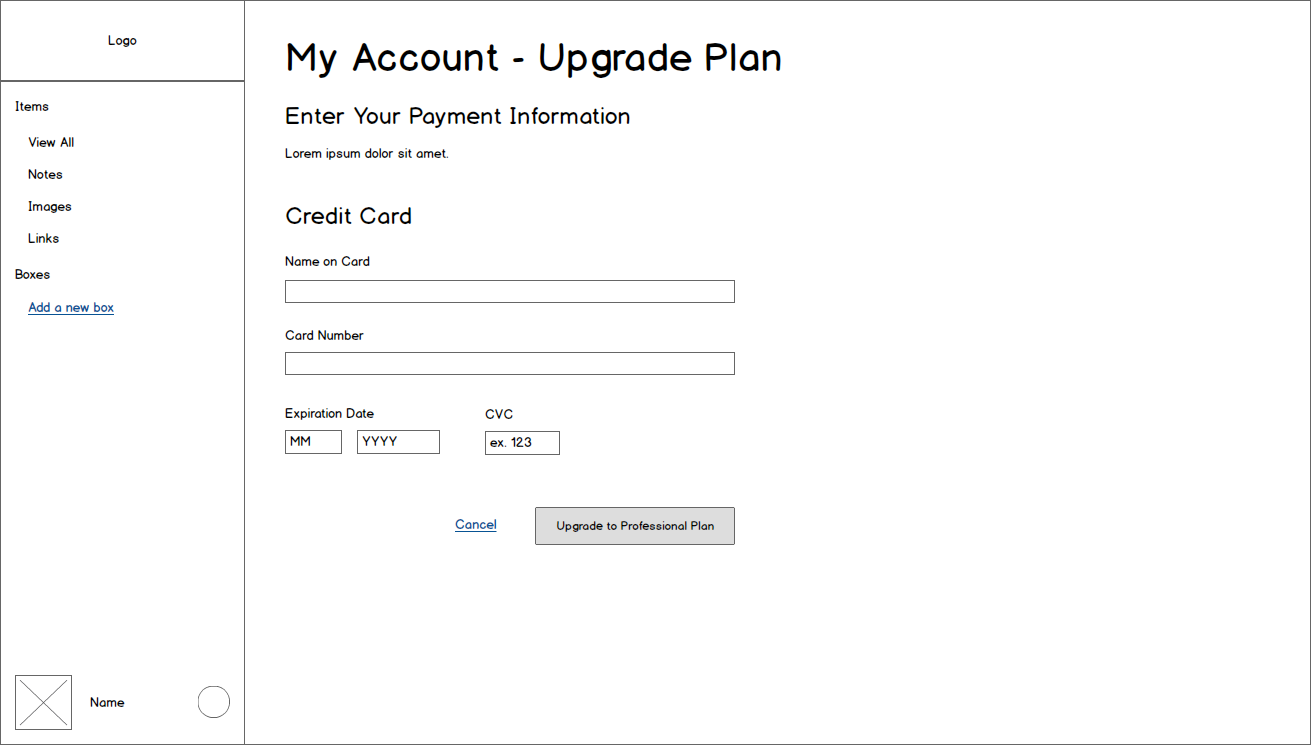 Logo
Items
View All
Notes
Images
Links
Boxes
Add a new box
Name
My Account - Upgrade Plan
Enter Your Payment Information
Lorem ipsum dolor sit amet.
Credit Card
Name on Card
Card Number
Expiration Date
MM YYYY
CVC
ex. 123
Cancel
Upgrade to Professional Plan